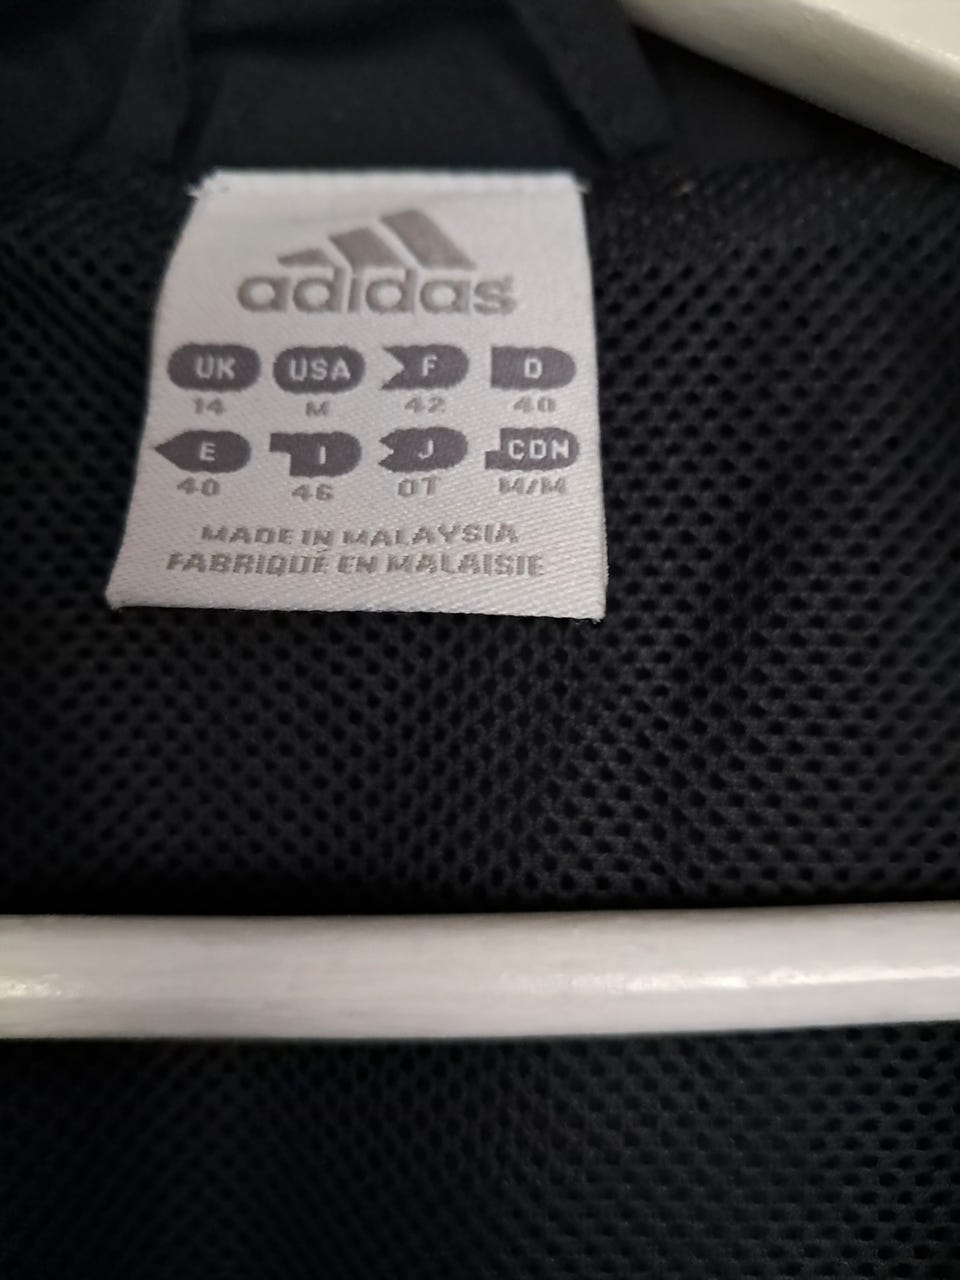 adidas
UK USA F D
14 M 42 40
E I J CDN
40 46 OT M/M
MADE IN MALAYSIA
FABRIQUÉ EN MALAISIE